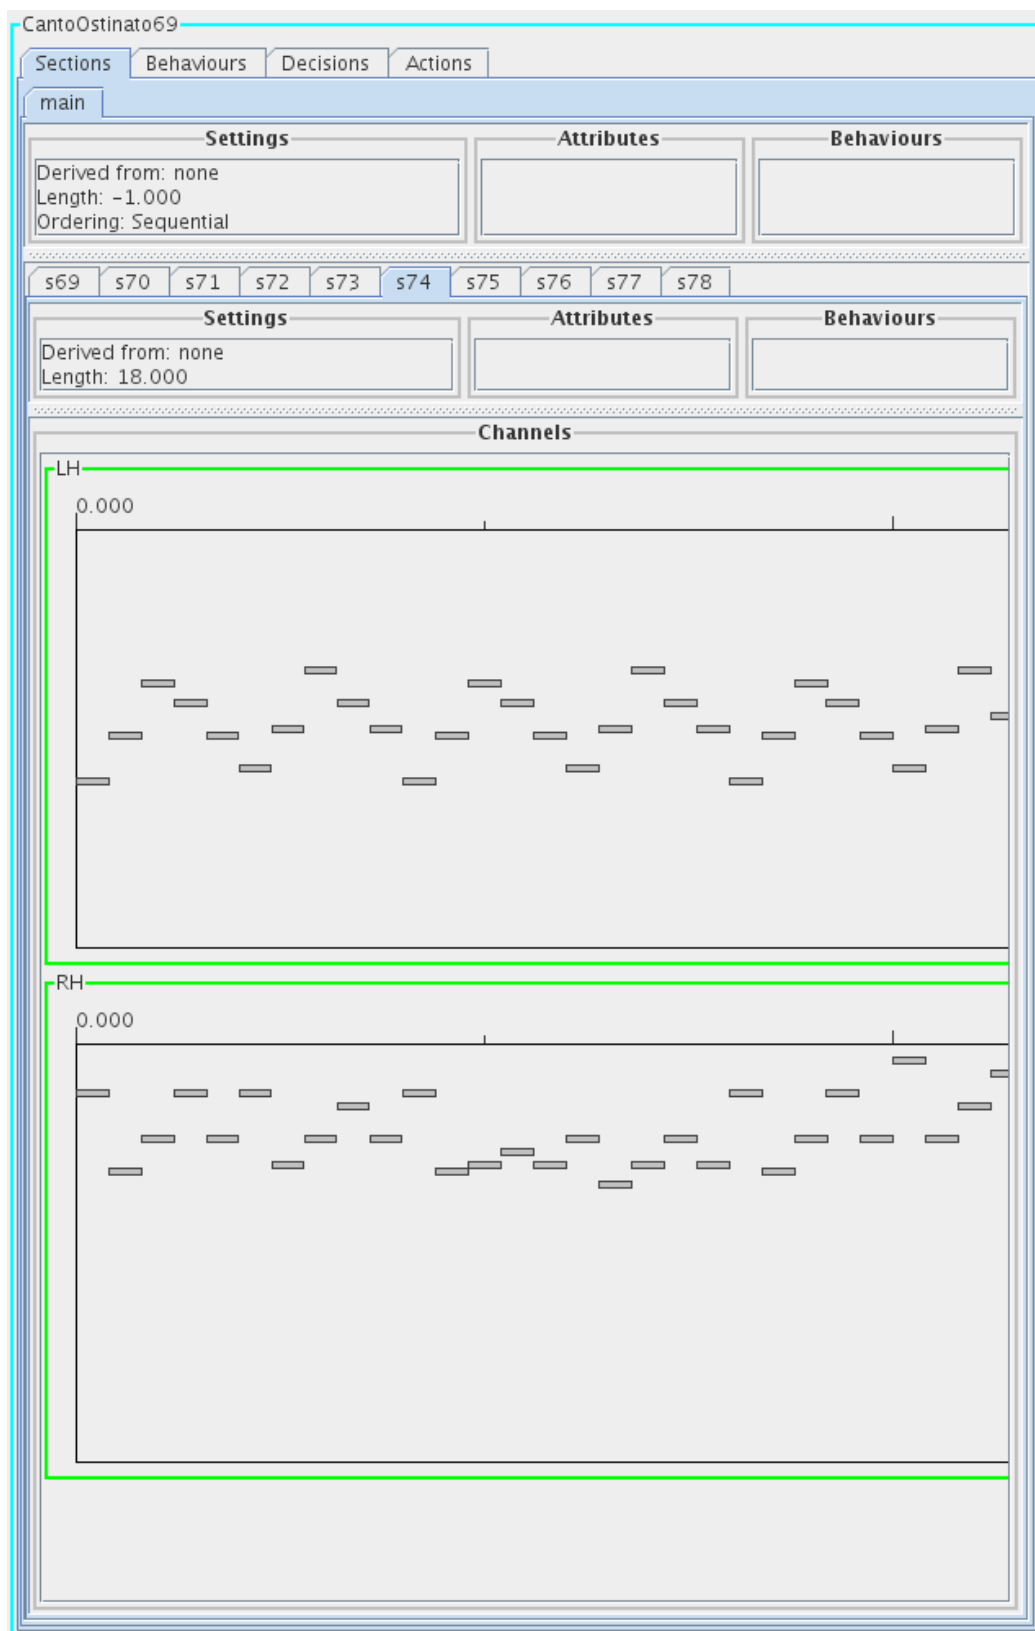 CantoOstinato69
Sections Behaviours Decisions Actions
main
Settings Attributes Behaviours
Derived from: none
Length: -1.000
Ordering: Sequential
s69 s70 s71 s72 s73 s74 s75 s76 s77 s78
Settings Attributes Behaviours
Derived from: none
Length: 18.000
Channels
LH
0.000
RH
0.000